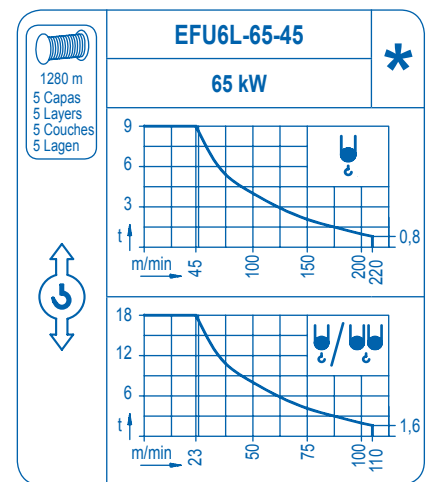 EFU6L-65-45
*
65 kW
1280 m
5 Capas
5 Layers
5 Couches
5 Lagen
9
6
3
t
0,8
m/min
45
100
150
200
220
18
12
6
t
1,6
m/min
23
50
75
100
110
/